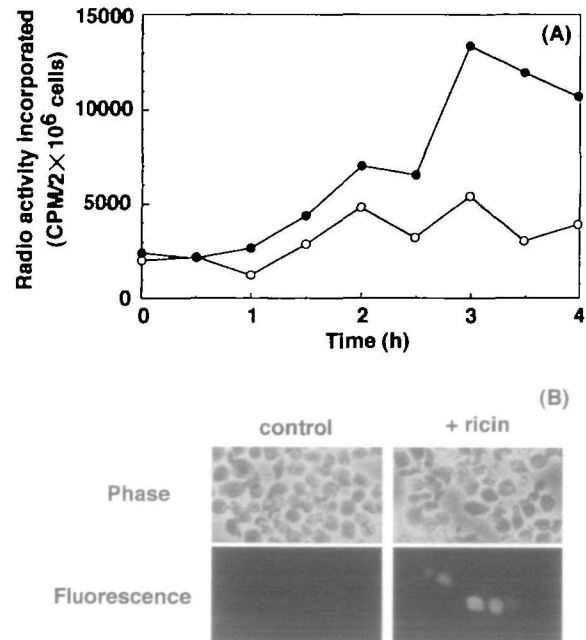 (A)
Radio activity incorporated
(CPM/2×10⁶ cells)
15000
10000
5000
0
0 1 2 3 4
Time (h)
(B)
control + ricin
Phase
Fluorescence